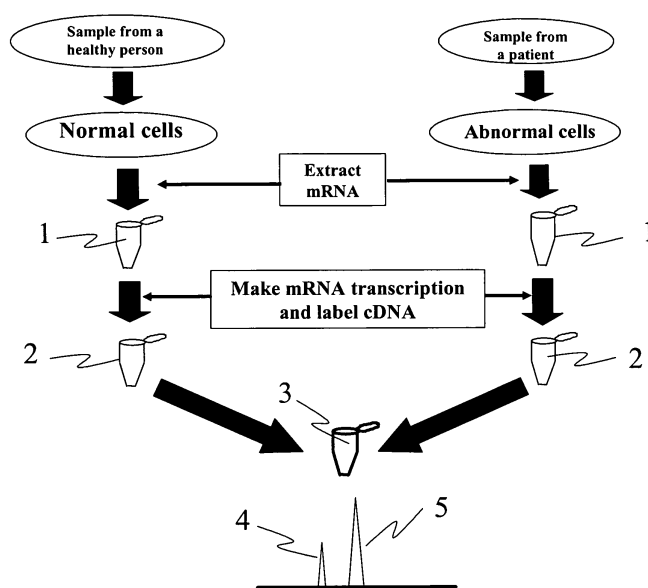 Sample from a
healthy person
Sample from
a patient
Normal cells
Abnormal cells
Extract
mRNA
1
1
Make mRNA transcription
and label cDNA
2
2
3
4
5